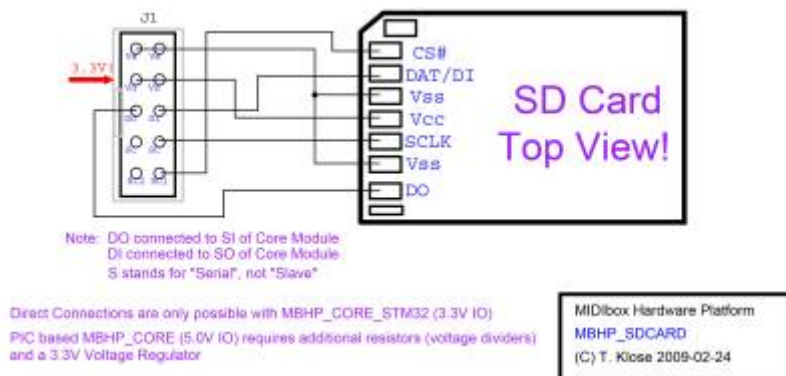 J1
3.3V!
CS#
DAT/DI
Vss
Vcc
SCLK
Vss
DO
SD Card
Top View!
Note: DO connected to SI of Core Module
DI connected to SO of Core Module
S stands for "Serial", not "Slave"
Direct Connections are only possible with MBHP_CORE_STM32 (3.3V IO)
PIC based MBHP_CORE (5.0V IO) requires additional resistors (voltage dividers)
and a 3.3V Voltage Regulator
MIDIbox Hardware Platform
MBHP_SDCARD
(C) T. Klose 2009-02-24